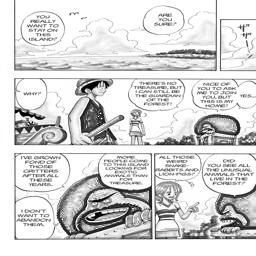 ARE
YOU
SURE?
YOU
REALLY
WANT TO
STAY ON
THIS
ISLAND?
NICE OF
YOU TO ASK
ME TO JOIN
YOU, BUT
THIS IS
MY HOME!
YES...
THERE'S NO
TREASURE, BUT
I CAN STILL BE
THE GUARDIAN
OF THE
FOREST!
WHY?
DID YOU
SEE ALL
THE
UNUSUAL
ANIMALS THAT
LIVE IN THE
FOREST?
ALL THOSE
WEIRD
SNAKE-
RABBITS AND
LION-PIGS?
MORE
PEOPLE COME
TO THIS ISLAND
LOOKING FOR
EXOTIC
ANIMALS THAN
FOR
TREASURE.
I'VE GROWN
FOND OF
THOSE
CRITTERS
AFTER ALL
THESE
YEARS.
I DON'T
WANT TO
ABANDON
THEM.